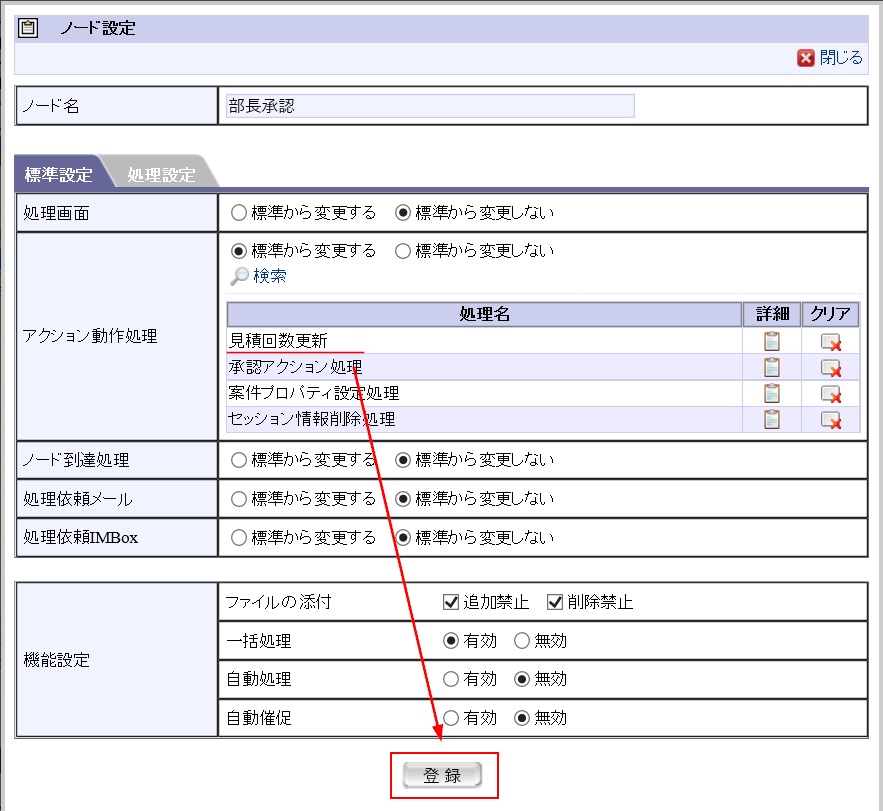 ノード設定
閉じる
ノード名 部長承認
標準設定 処理設定
処理画面 標準から変更する 標準から変更しない
アクション動作処理 標準から変更する 標準から変更しない
検索
処理名 詳細 クリア
見積回数更新
承認アクション処理
案件プロパティ設定処理
セッション情報削除処理
ノード到達処理 標準から変更する 標準から変更しない
処理依頼メール 標準から変更する 標準から変更しない
処理依頼IMBox 標準から変更する 標準から変更しない
機能設定 ファイルの添付 追加禁止 削除禁止
一括処理 有効 無効
自動処理 有効 無効
自動催促 有効 無効
登録